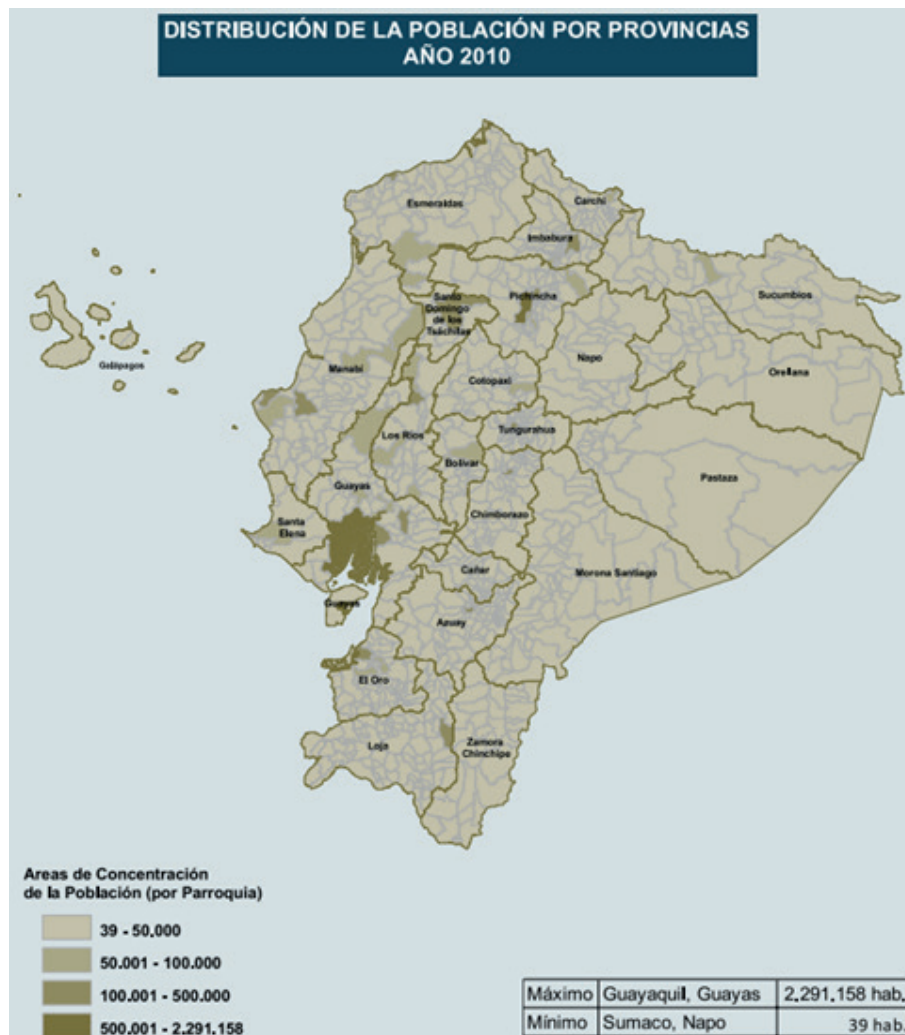 DISTRIBUCIÓN DE LA POBLACIÓN POR PROVINCIAS
AÑO 2010
Esmeraldas
Carchi
Imbabura
Sucumbios
Santo
Domingo
de los
Tsáchilas
Pichincha
Galápagos
Manabí
Napo
Orellana
Cotopaxi
Los Ríos
Tungurahua
Bolívar
Pastaza
Guayas
Chimborazo
Santa
Elena
Cañar
Morona Santiago
Guayas
Azuay
El Oro
Loja
Zamora
Chinchipe
Areas de Concentración
de la Población (por Parroquia)
39 - 50.000
50.001 - 100.000
100.001 - 500.000
500.001 - 2.291.158
Máximo Guayaquil, Guayas 2.291.158 hab.
Mínimo Sumaco, Napo 39 hab.